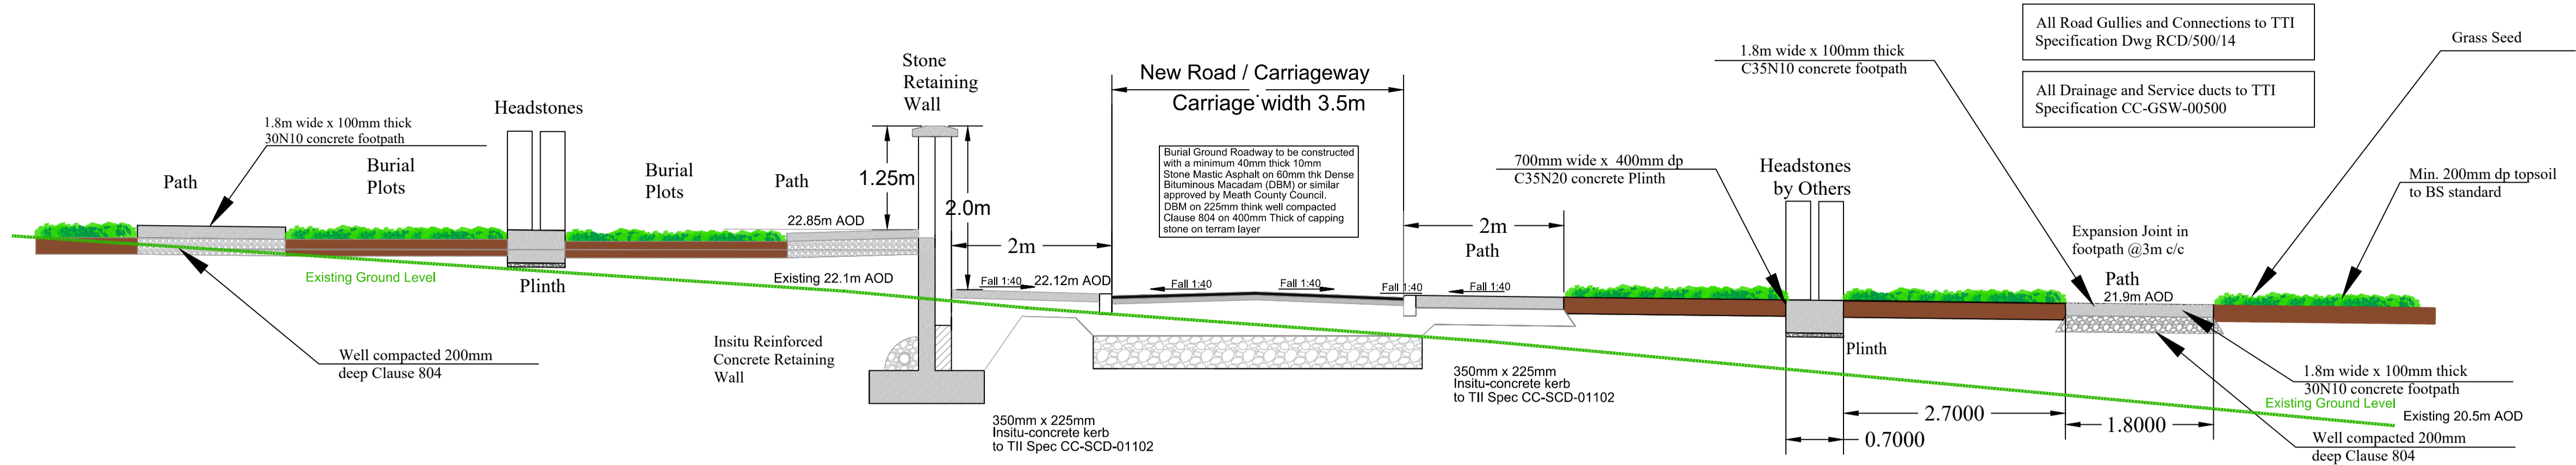 All Road Gullies and Connections to TTI
Specification Dwg RCD/500/14
All Drainage and Service ducts to TTI
Specification CC-GSW-00500
Grass Seed
1.8m wide x 100mm thick
C35N10 concrete footpath
Stone
Retaining
Wall
New Road / Carriageway
Carriage width 3.5m
Headstones
1.8m wide x 100mm thick
30N10 concrete footpath
Path
Burial
Plots
Burial
Plots
Path
1.25m
2.0m
22.85m AOD
Burial Ground Roadway to be constructed
with a minimum 40mm thick 10mm
Stone Mastic Asphalt on 60mm thk Dense
Bituminous Macadam (DBM) or similar
approved by Meath County Council.
DBM on 225mm think well compacted
Clause 804 on 400mm Thick of capping
stone on terram layer
700mm wide x 400mm dp
C35N20 concrete Plinth
Headstones
by Others
Min. 200mm dp topsoil
to BS standard
2m
2m
Path
Expansion Joint in
footpath @3m c/c
Path
21.9m AOD
Existing Ground Level
Plinth
Existing 22.1m AOD
Fall 1:40
22.12m AOD
Fall 1:40
Fall 1:40
Fall 1:40
Fall 1:40
Well compacted 200mm
deep Clause 804
Insitu Reinforced
Concrete Retaining
Wall
Plinth
350mm x 225mm
Insitu-concrete kerb
to TII Spec CC-SCD-01102
350mm x 225mm
Insitu-concrete kerb
to TII Spec CC-SCD-01102
1.8m wide x 100mm thick
30N10 concrete footpath
Existing Ground Level
Existing 20.5m AOD
2.7000
1.8000
0.7000
Well compacted 200mm
deep Clause 804